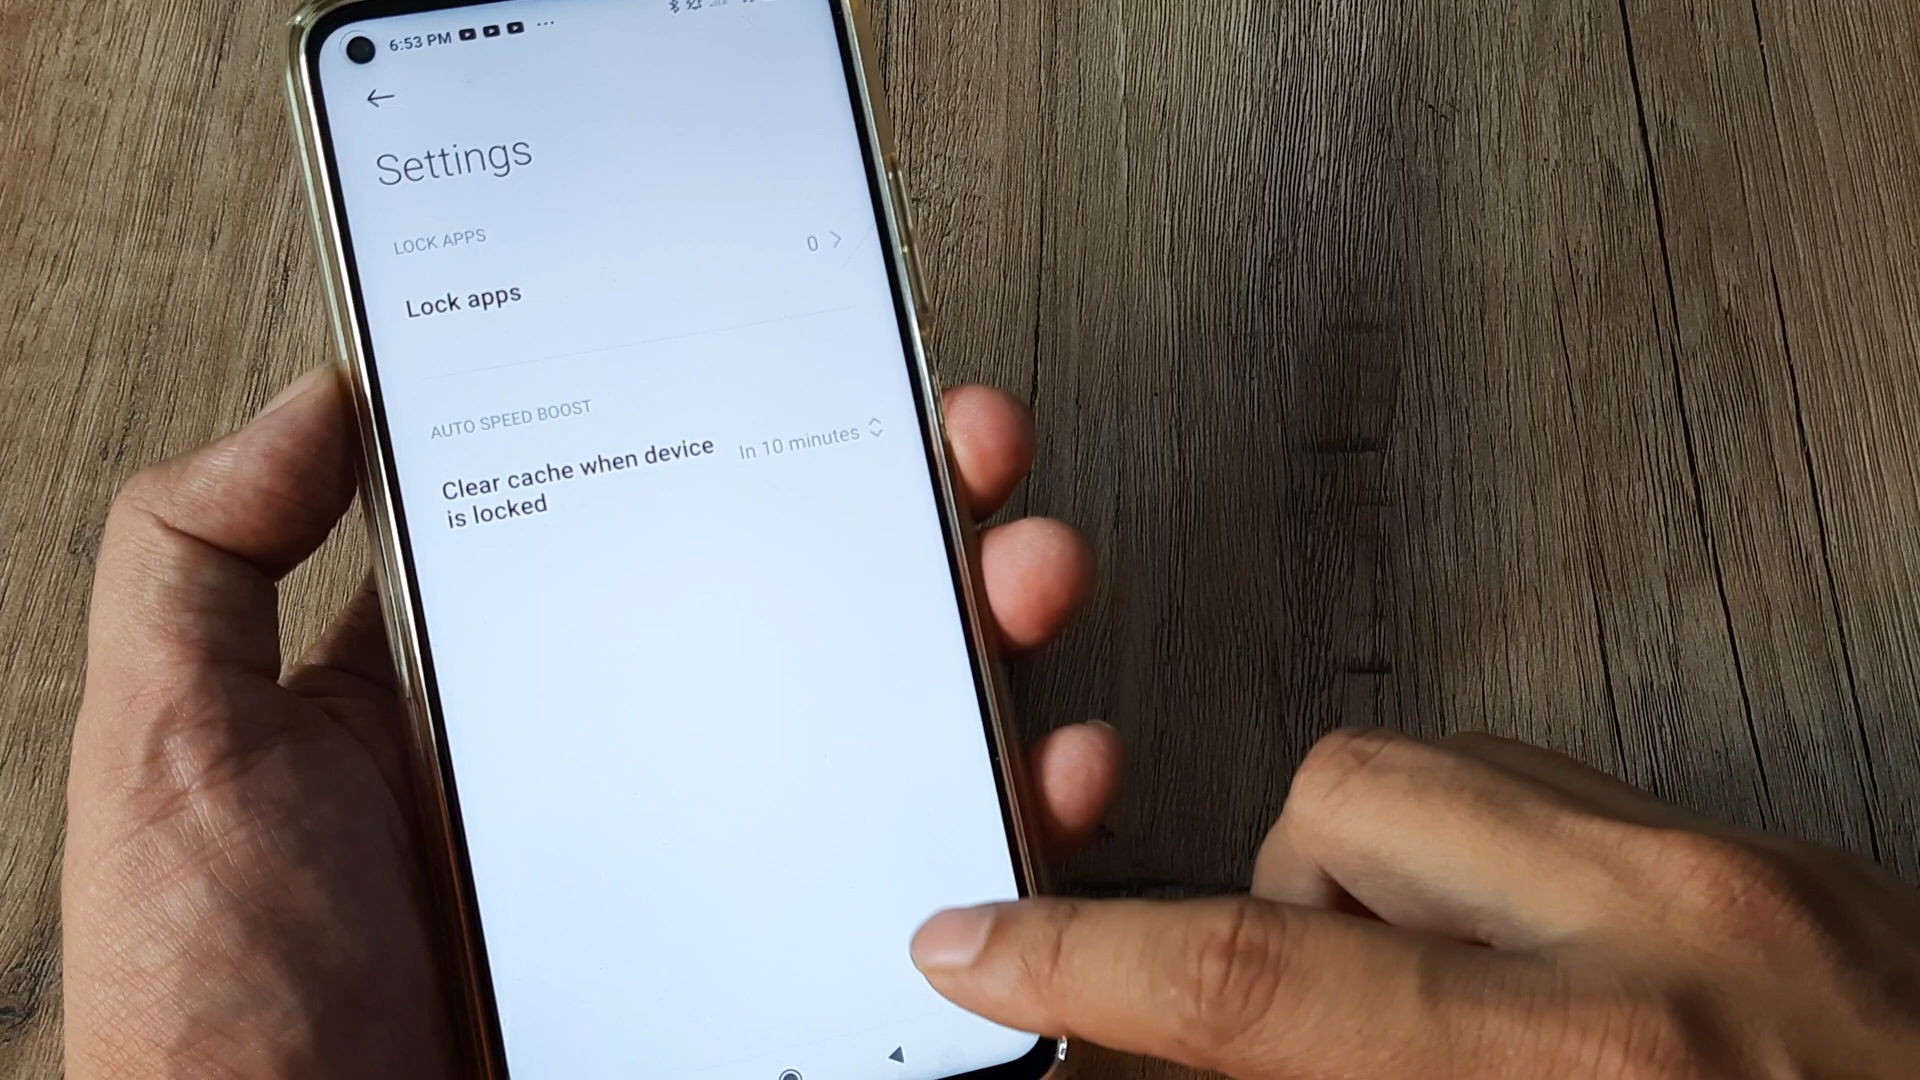 6:53 PM ...
Settings
LOCK APPS
Lock apps 0
AUTO SPEED BOOST
Clear cache when device In 10 minutes
is locked